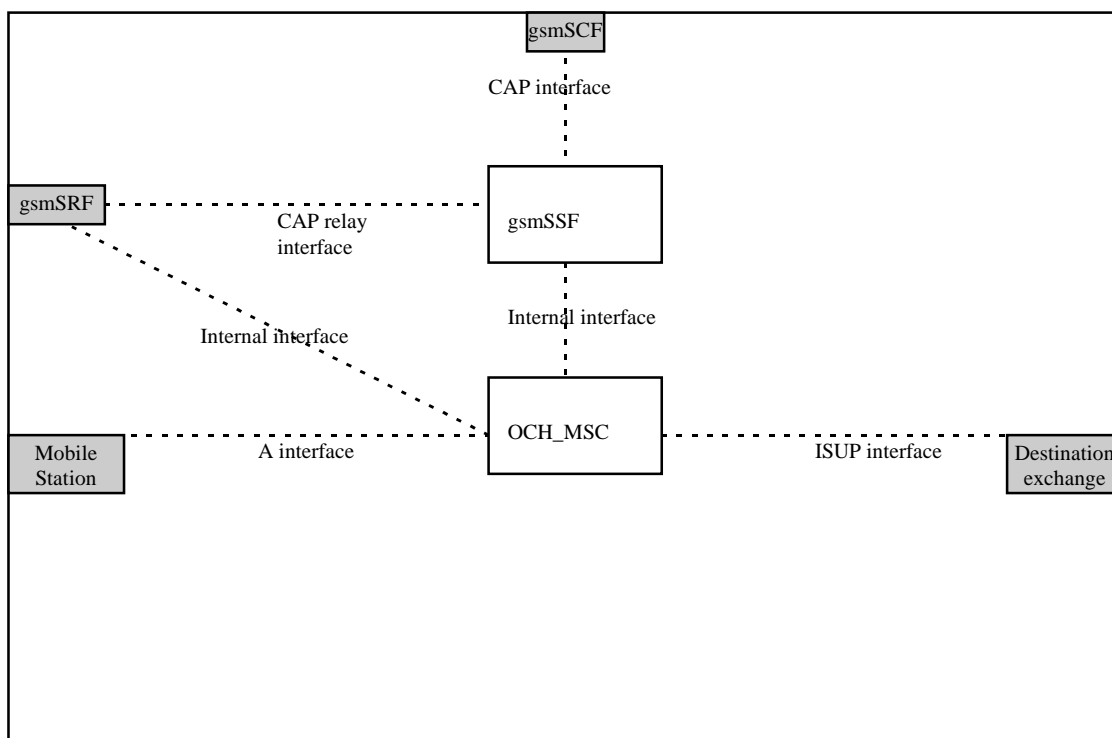 gsmSCF
CAP interface
gsmSRF
CAP relay
interface
gsmSSF
Internal interface
Internal interface
OCH_MSC
Mobile
Station
A interface
ISUP interface
Destination
exchange